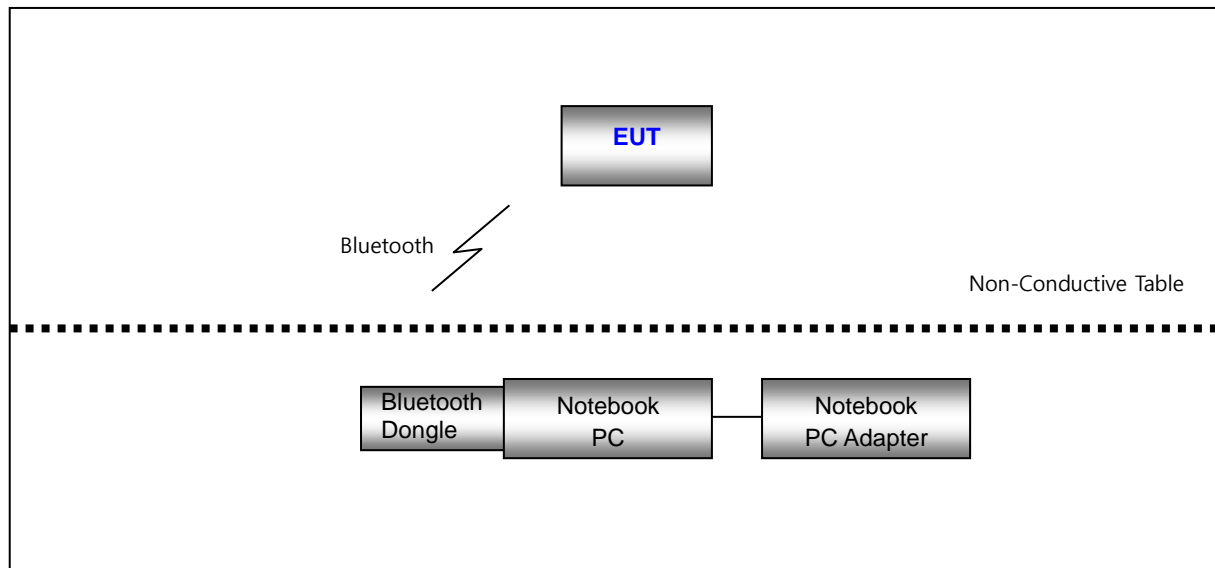 EUT
Bluetooth
Non-Conductive Table
Bluetooth
Dongle
Notebook
PC
Notebook
PC Adapter